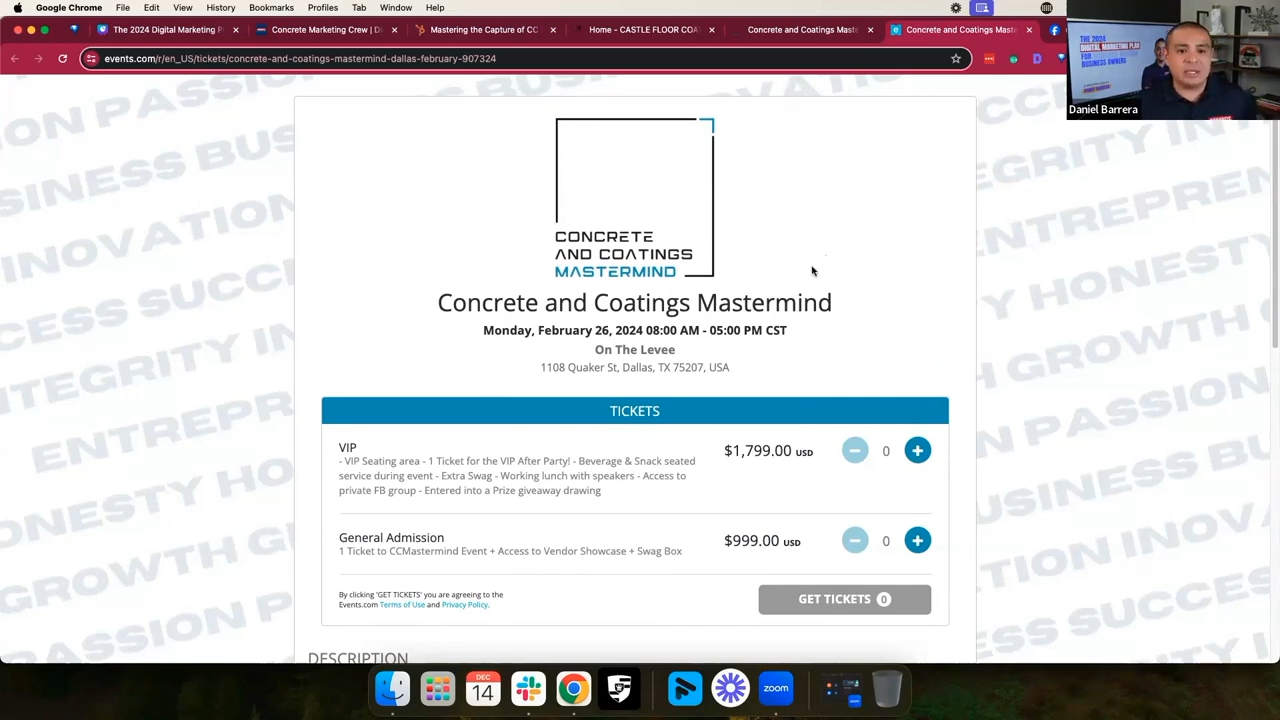 Google Chrome File Edit View History Bookmarks Profiles Tab Window Help
The 2024 Digital Marketing P
Concrete Marketing Crew | D
Mastering the Capture of CC
Home - CASTLE FLOOR COA
Concrete and Coatings Maste
Concrete and Coatings Maste
events.com/r/en_US/tickets/concrete-and-coatings-mastermind-dallas-february-907324
THE 2024
DIGITAL MARKETING PLAN
BUSINESS OWNERS
Daniel Barrera
CONCRETE
AND COATINGS
MASTERMIND
Concrete and Coatings Mastermind
Monday, February 26, 2024 08:00 AM - 05:00 PM CST
On The Levee
1108 Quaker St, Dallas, TX 75207, USA
TICKETS
VIP
- VIP Seating area - 1 Ticket for the VIP After Party! - Beverage & Snack seated
service during event - Extra Swag - Working lunch with speakers - Access to
private FB group - Entered into a Prize giveaway drawing
$1,799.00 USD
0
General Admission
1 Ticket to CCMastermind Event + Access to Vendor Showcase + Swag Box
$999.00 USD
0
By clicking 'GET TICKETS' you are agreeing to the
Events.com Terms of Use and Privacy Policy.
GET TICKETS 0
DESCRIPTION
DEC
14
zoom